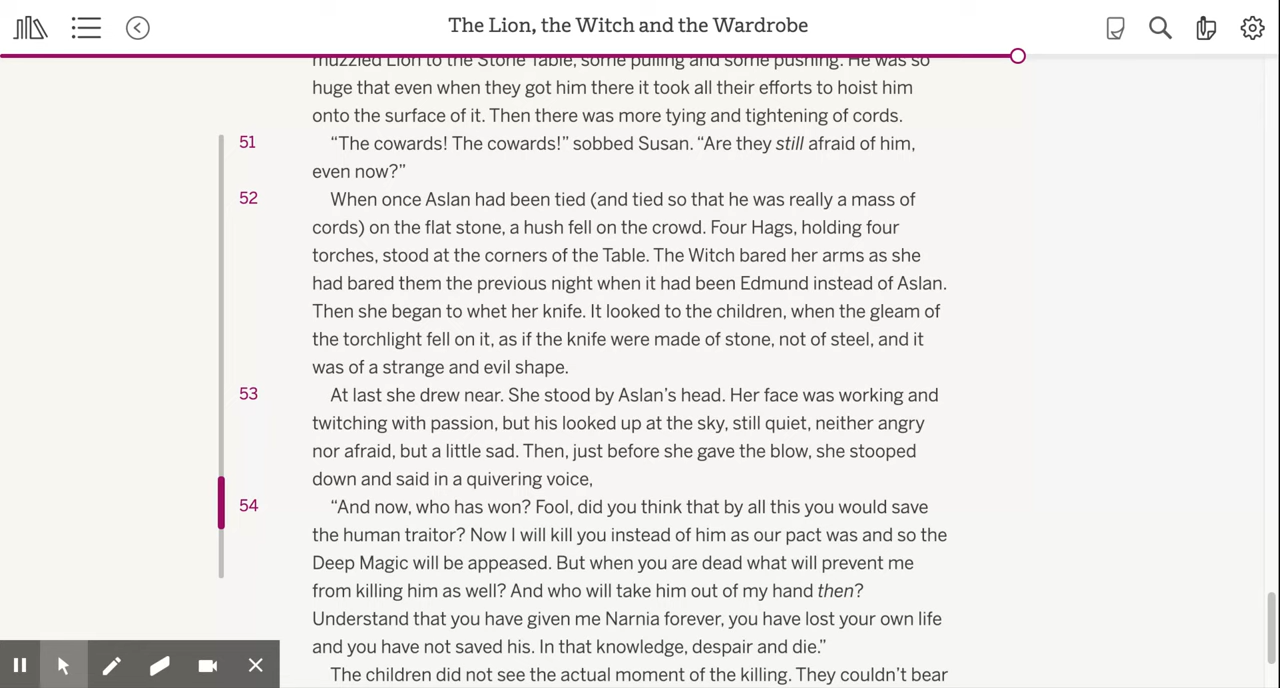 The Lion, the Witch and the Wardrobe
muzzled Lion to the Stone Table, some pulling and some pushing. He was so
huge that even when they got him there it took all their efforts to hoist him
onto the surface of it. Then there was more tying and tightening of cords.
51 “The cowards! The cowards!” sobbed Susan. “Are they still afraid of him,
even now?”
52 When once Aslan had been tied (and tied so that he was really a mass of
cords) on the flat stone, a hush fell on the crowd. Four Hags, holding four
torches, stood at the corners of the Table. The Witch bared her arms as she
had bared them the previous night when it had been Edmund instead of Aslan.
Then she began to whet her knife. It looked to the children, when the gleam of
the torchlight fell on it, as if the knife were made of stone, not of steel, and it
was of a strange and evil shape.
53 At last she drew near. She stood by Aslan’s head. Her face was working and
twitching with passion, but his looked up at the sky, still quiet, neither angry
nor afraid, but a little sad. Then, just before she gave the blow, she stooped
down and said in a quivering voice,
54 “And now, who has won? Fool, did you think that by all this you would save
the human traitor? Now I will kill you instead of him as our pact was and so the
Deep Magic will be appeased. But when you are dead what will prevent me
from killing him as well? And who will take him out of my hand then?
Understand that you have given me Narnia forever, you have lost your own life
and you have not saved his. In that knowledge, despair and die.”
The children did not see the actual moment of the killing. They couldn’t bear